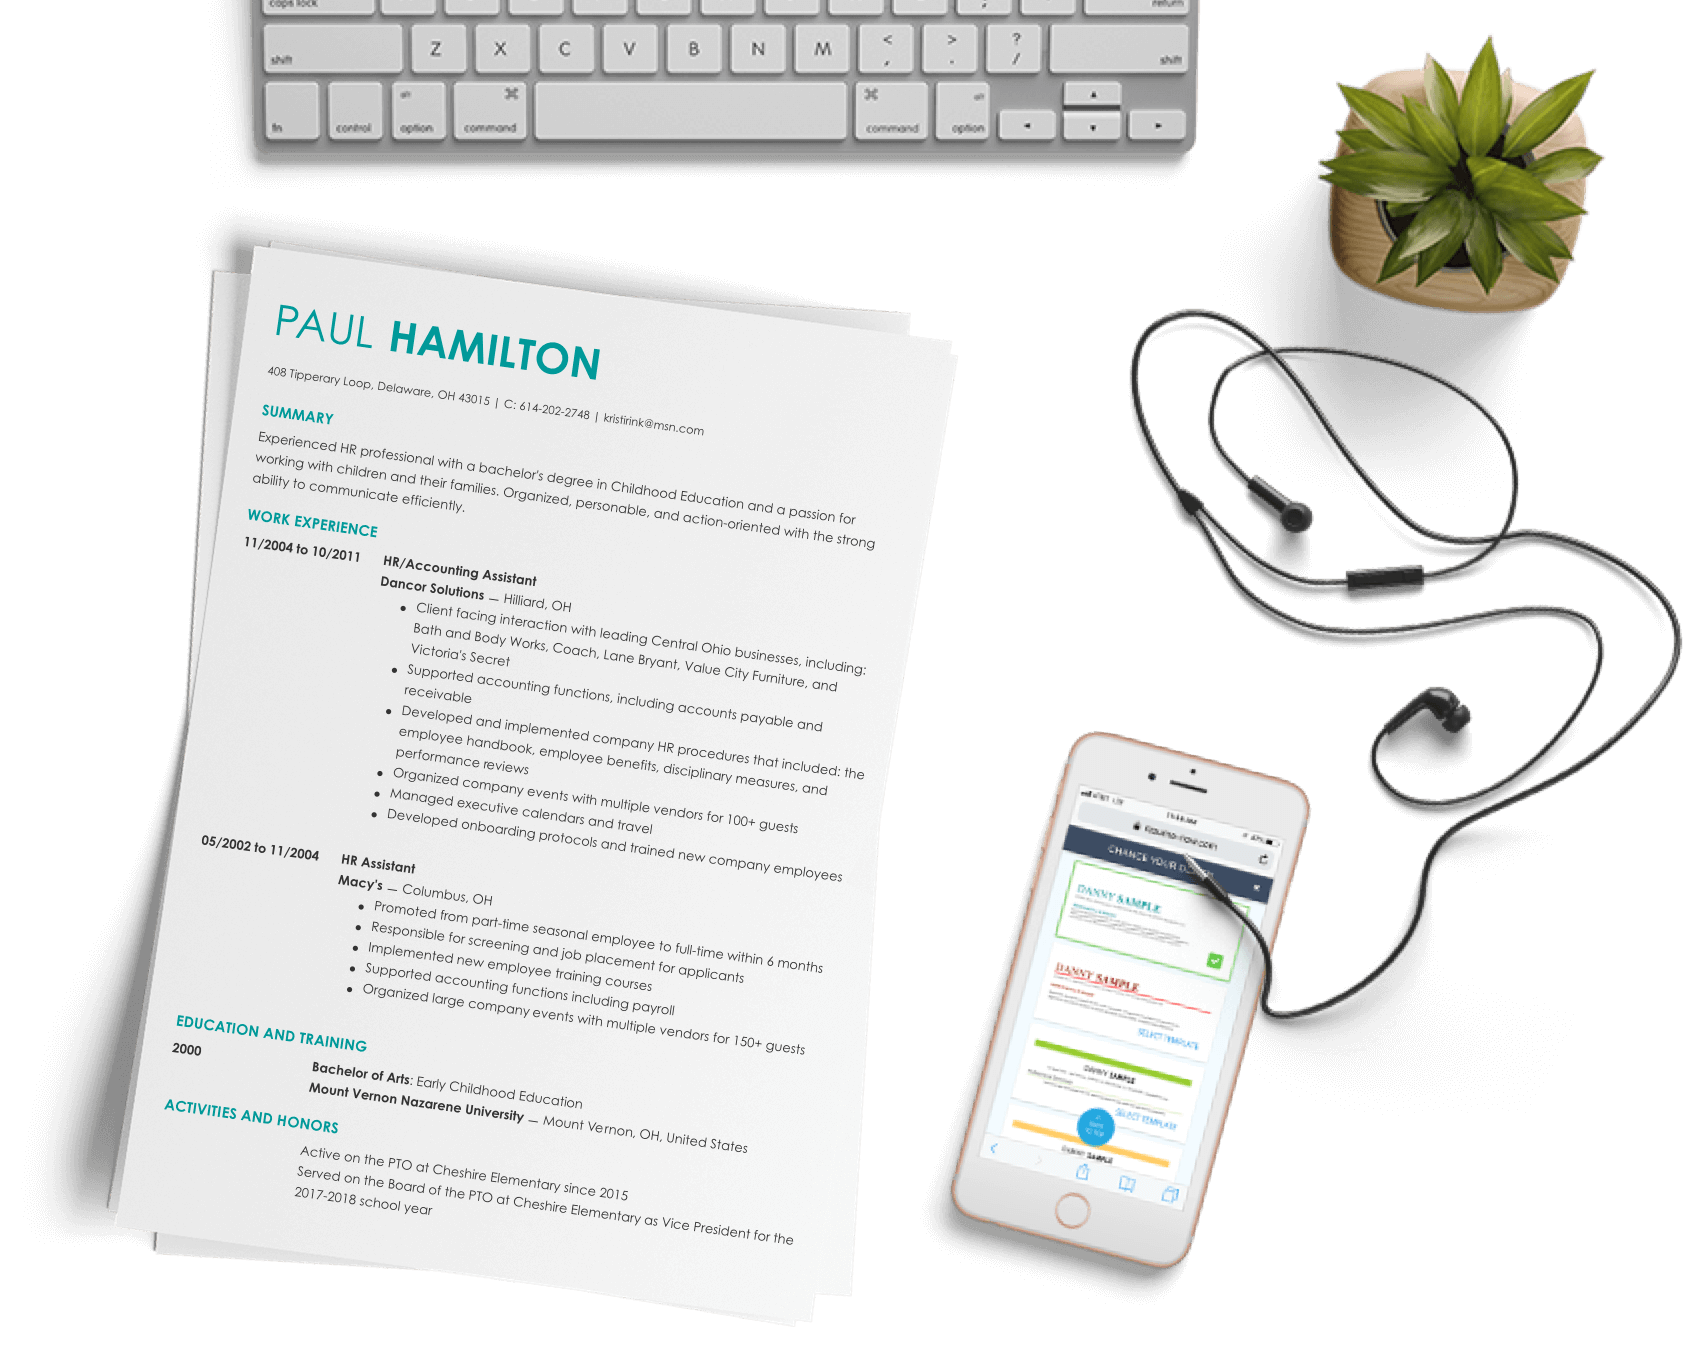 caps lock
return
shift
Z
X
C
V
B
N
M
<
,
>
.
?
/
shift
fn
control
alt
option
⌘
command
⌘
command
alt
option
PAUL HAMILTON
408 Tipperary Loop, Delaware, OH 43015 | C: 614-202-2748 | kristirink@msn.com
SUMMARY
Experienced HR professional with a bachelor's degree in Childhood Education and a passion for
working with children and their families. Organized, personable, and action-oriented with the strong
ability to communicate efficiently.
WORK EXPERIENCE
11/2004 to 10/2011
HR/Accounting Assistant
Dancor Solutions — Hilliard, OH
• Client facing interaction with leading Central Ohio businesses, including:
Bath and Body Works, Coach, Lane Bryant, Value City Furniture, and
Victoria's Secret
• Supported accounting functions, including accounts payable and
receivable
• Developed and implemented company HR procedures that included: the
employee handbook, employee benefits, disciplinary measures, and
performance reviews
• Organized company events with multiple vendors for 100+ guests
• Managed executive calendars and travel
• Developed onboarding protocols and trained new company employees
05/2002 to 11/2004
HR Assistant
Macy's — Columbus, OH
• Promoted from part-time seasonal employee to full-time within 6 months
• Responsible for screening and job placement for applicants
• Implemented new employee training courses
• Supported accounting functions including payroll
• Organized large company events with multiple vendors for 150+ guests
EDUCATION AND TRAINING
2000
Bachelor of Arts: Early Childhood Education
Mount Vernon Nazarene University — Mount Vernon, OH, United States
ACTIVITIES AND HONORS
Active on the PTO at Cheshire Elementary since 2015
Served on the Board of the PTO at Cheshire Elementary as Vice President for the
2017-2018 school year
CHANGE YOUR
DANNY SAMPLE
DANNY SAMPLE
SELECT TEMPLATE
DANNY SAMPLE
SELECT TEMPLATE
DANNY SAMPLE